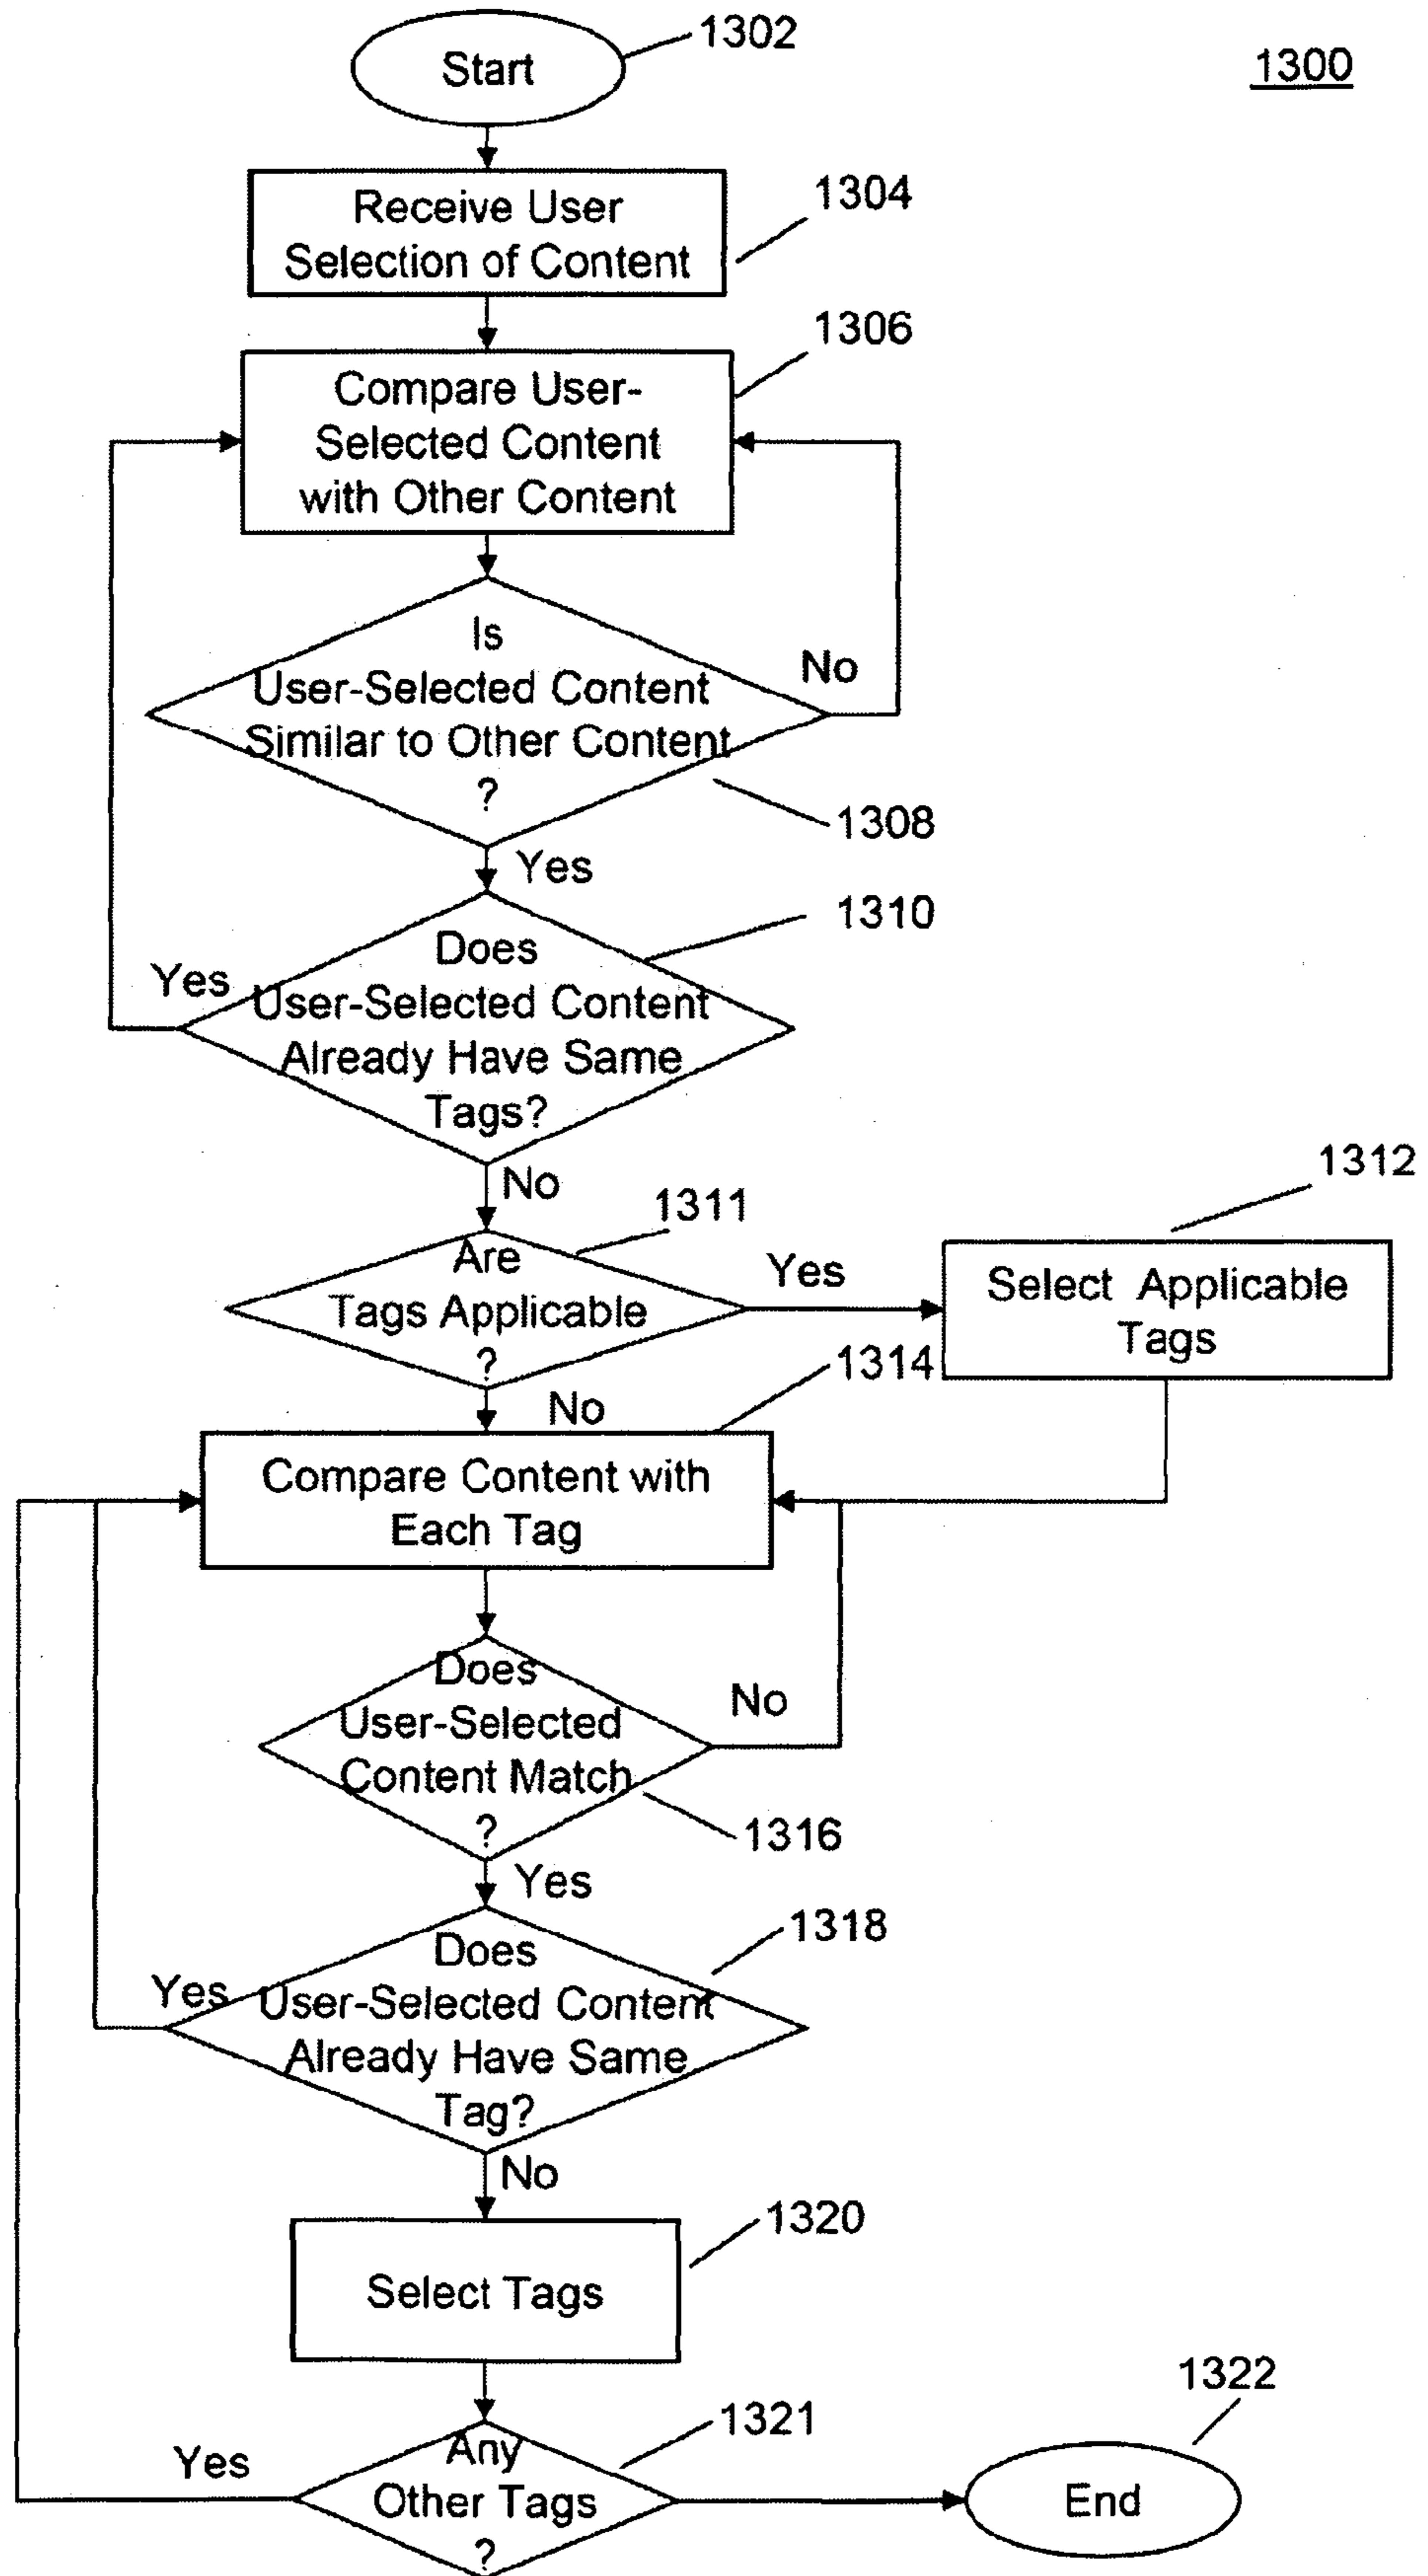 1302
Start
1300
Receive User
Selection of Content
1304
1306
Compare User-
Selected Content
with Other Content
Is
User-Selected Content
Similar to Other Content
?
No
1308
Yes
1310
Does
User-Selected Content
Already Have Same
Tags?
Yes
No
1311
Are
Tags Applicable
?
Yes
1312
Select Applicable
Tags
No
1314
Compare Content with
Each Tag
Does
User-Selected
Content Match
?
No
1316
Yes
1318
Does
User-Selected Content
Already Have Same
Tag?
Yes
No
1320
Select Tags
1321
Any
Other Tags
?
Yes
1322
End